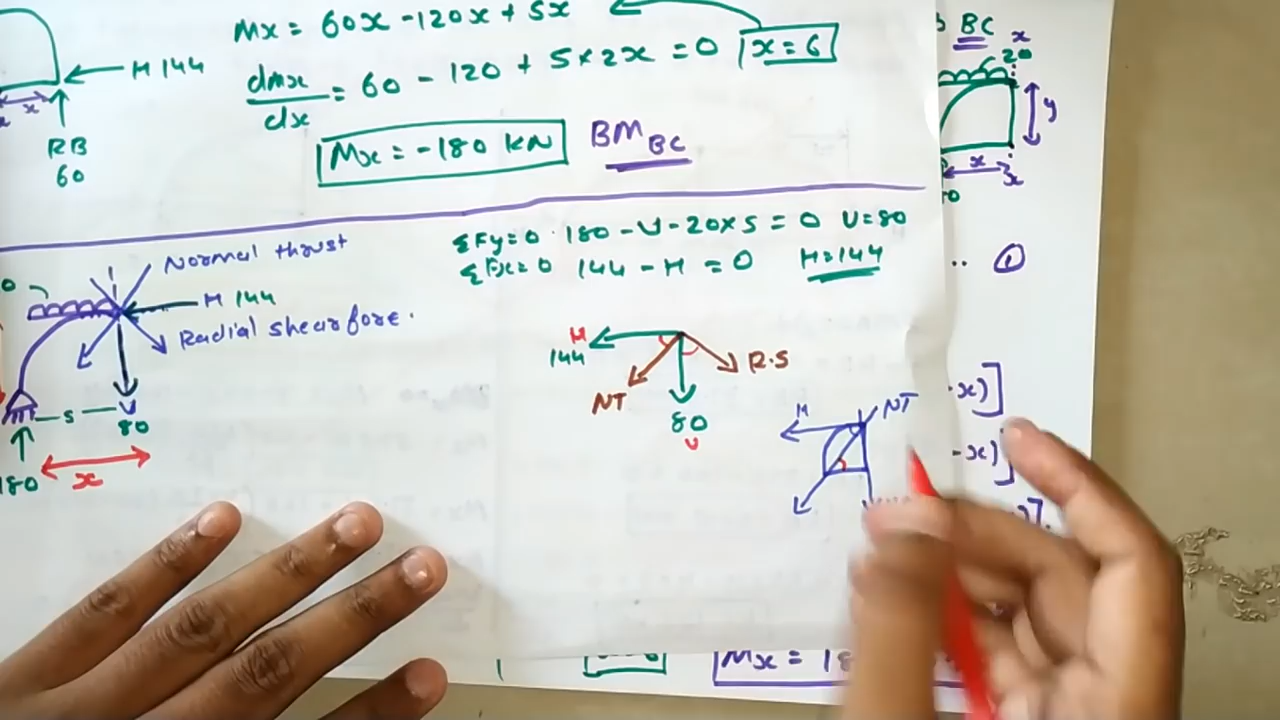 Mx = 60x - 120x + 5x
dmx/dx = 60 - 120 + 5×2x = 0 x = 6
Mx = -180 kN BM BC
H 144
x
RB
60
ΣFy = 0 180 - V - 20×5 = 0 V = 80
ΣFx = 0 144 - H = 0 H = 144
Normal thrust
H 144
Radial shear force.
5
V
80
180
x
H
144
NT
R.S
80
V
H
NT
BC
x
20
y
x
.. ①
-x)]
-x)]
Mx = 18